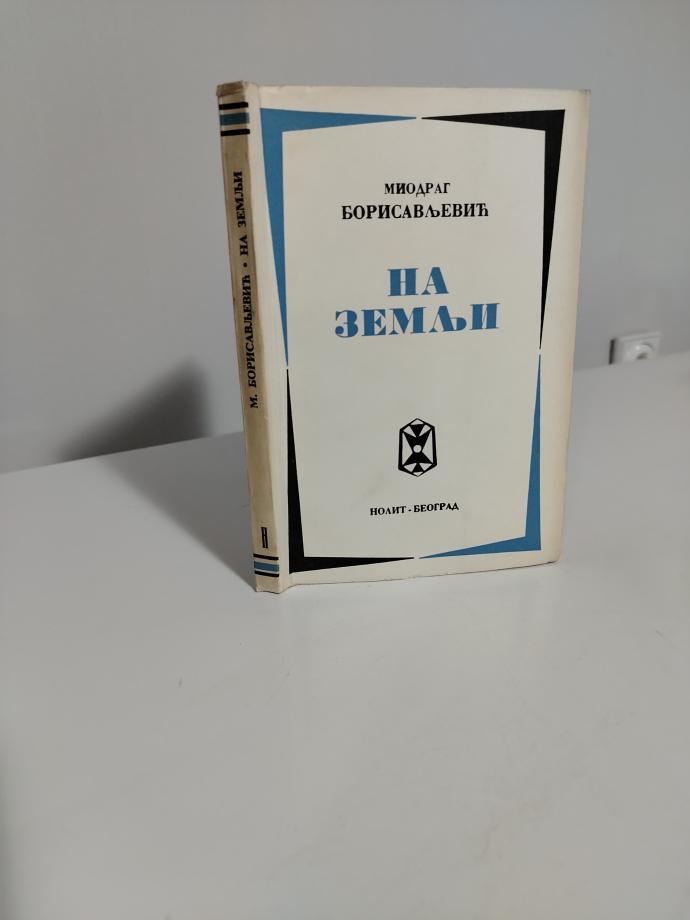 М. БОРИСАВЉЕВИЋ • НА ЗЕМЉИ
МИОДРАГ
БОРИСАВЉЕВИЋ
НА
ЗЕМЉИ
НОЛИТ - БЕОГРАД